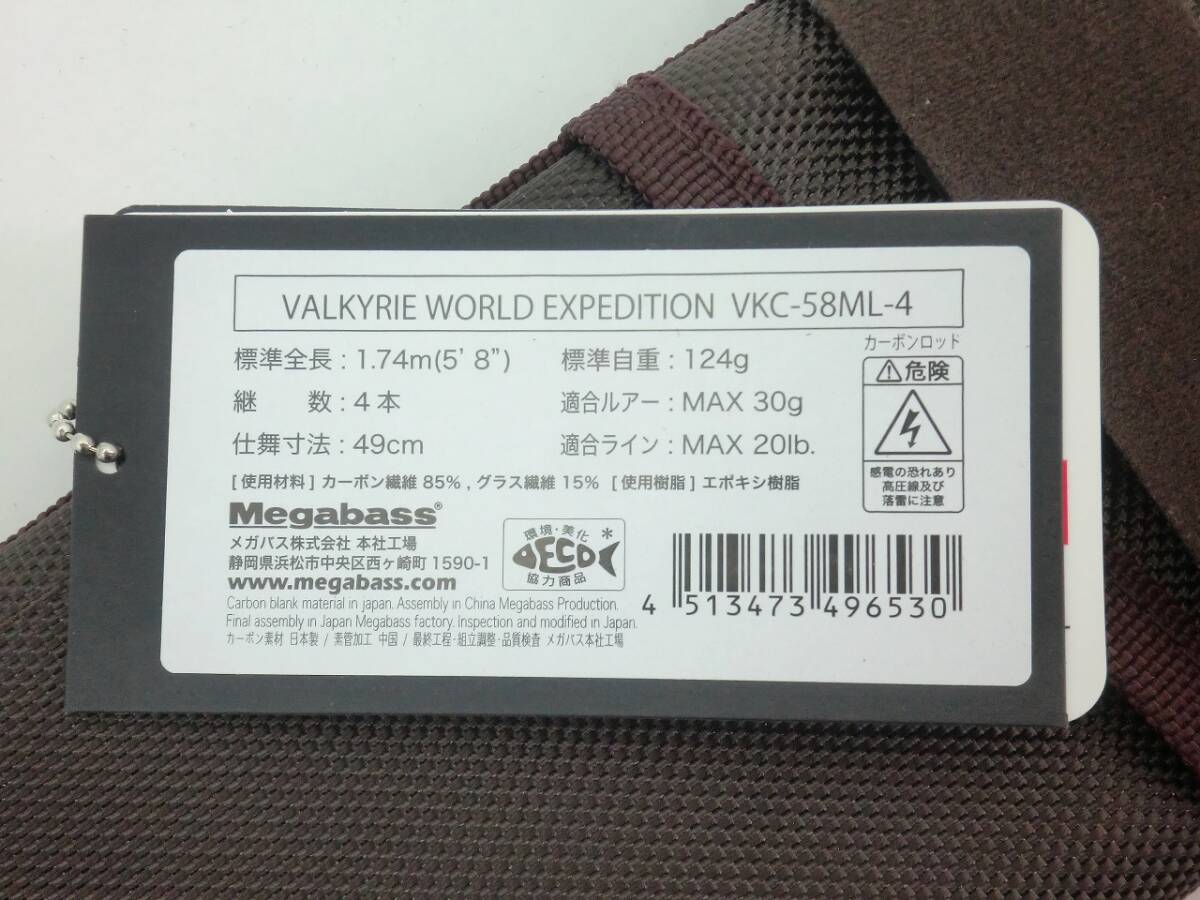 VALKYRIE WORLD EXPEDITION VKC-58ML-4
標準全長 : 1.74m(5' 8”)
標準自重 : 124g
継 数 : 4本
適合ルアー : MAX 30g
仕舞寸法 : 49cm
適合ライン : MAX 20lb.
カーボンロッド
危険
感電の恐れあり
高圧線及び
落雷に注意
[使用材料] カーボン繊維 85% , グラス繊維 15% [使用樹脂] エポキシ樹脂
Megabass®
メガバス株式会社 本社工場
静岡県浜松市中央区西ヶ崎町 1590-1
www.megabass.com
環境・美化
ECO
協力商品
*
Carbon blank material in japan. Assembly in China Megabass Production.
Final assembly in Japan Megabass factory. Inspection and modified in Japan.
カーボン素材 日本製 / 素管加工 中国 / 最終工程・組立調整・品質検査 メガバス本社工場
4 513473 496530